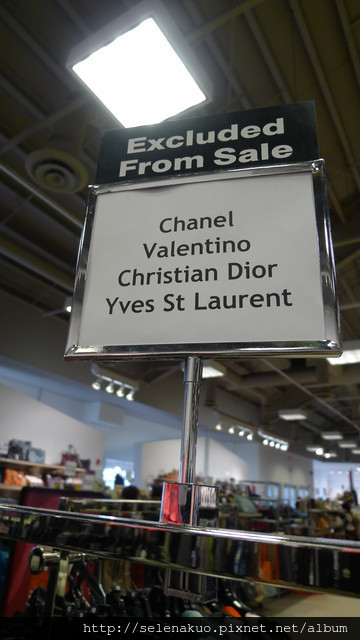 Excluded
From Sale
Chanel
Valentino
Christian Dior
Yves St Laurent
http://selenakuo.pixnet.net/album